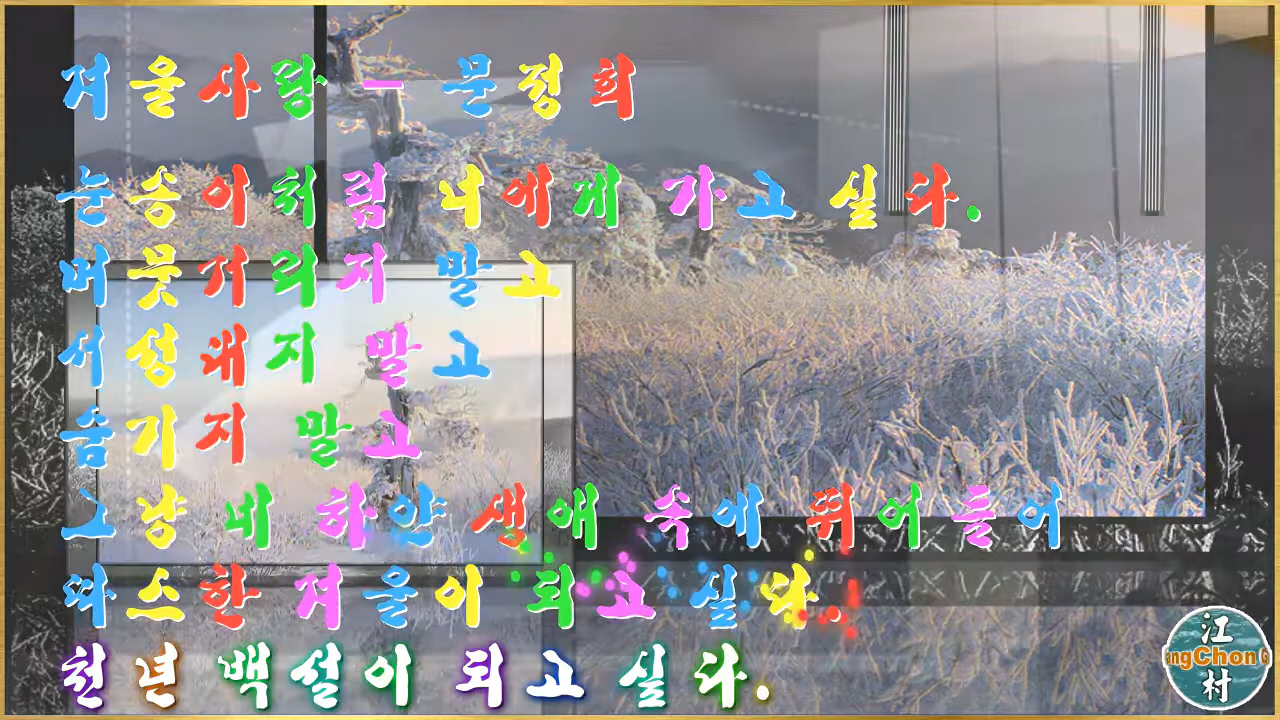 겨울사랑 - 문정희
눈송이처럼 너에게 가고 싶다.
머뭇거리지 말고
서성대지 말고
숨기지 말고
그냥 네 하얀 생애 속에 뛰어들어
따스한 겨울이 되고 싶다.
천년 백설이 되고 싶다.
江
ngChon
村